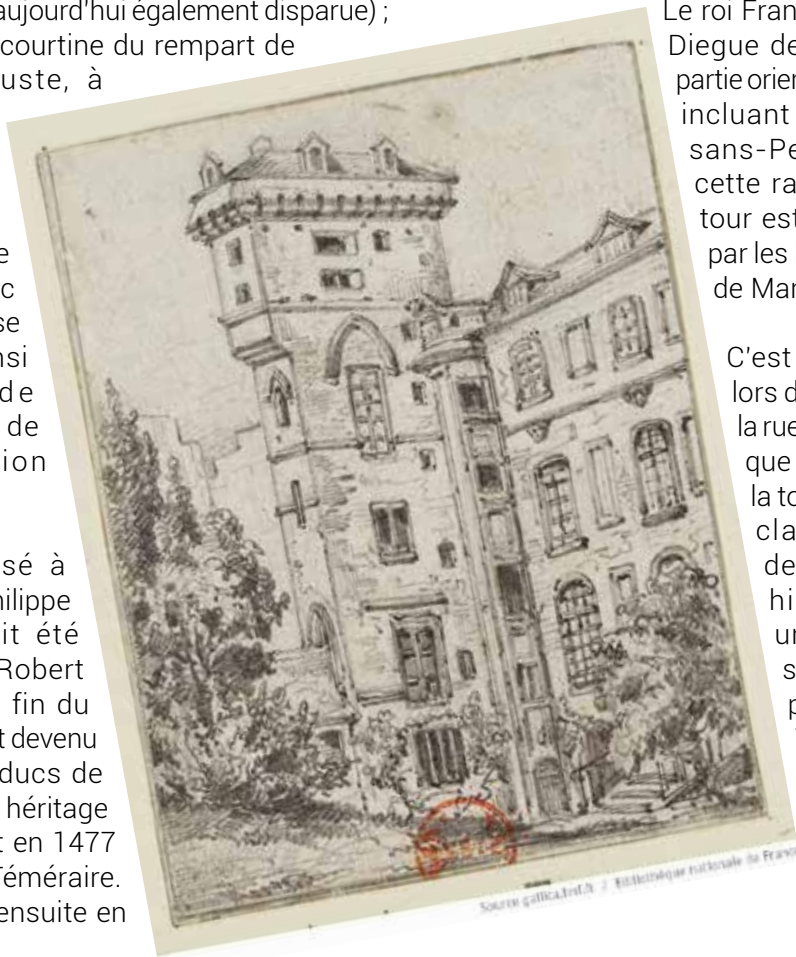 aujourd'hui également disparue) ;
courtine du rempart de
uste, à
e
c
se
nsi
de
de
ion
sé à
hilippe
it été
Robert
fin du
t devenu
ducs de
héritage
t en 1477
Téméraire.
ensuite en
Le roi Fran
Diegue de
partie orien
incluant
sans-Pe
cette ra
tour est
par les
de Mar
C'est
lors d
la rue
que
la to
cla
de
hi
un
s
p
Source gallica.bnf.fr / Bibliothèque nationale de France